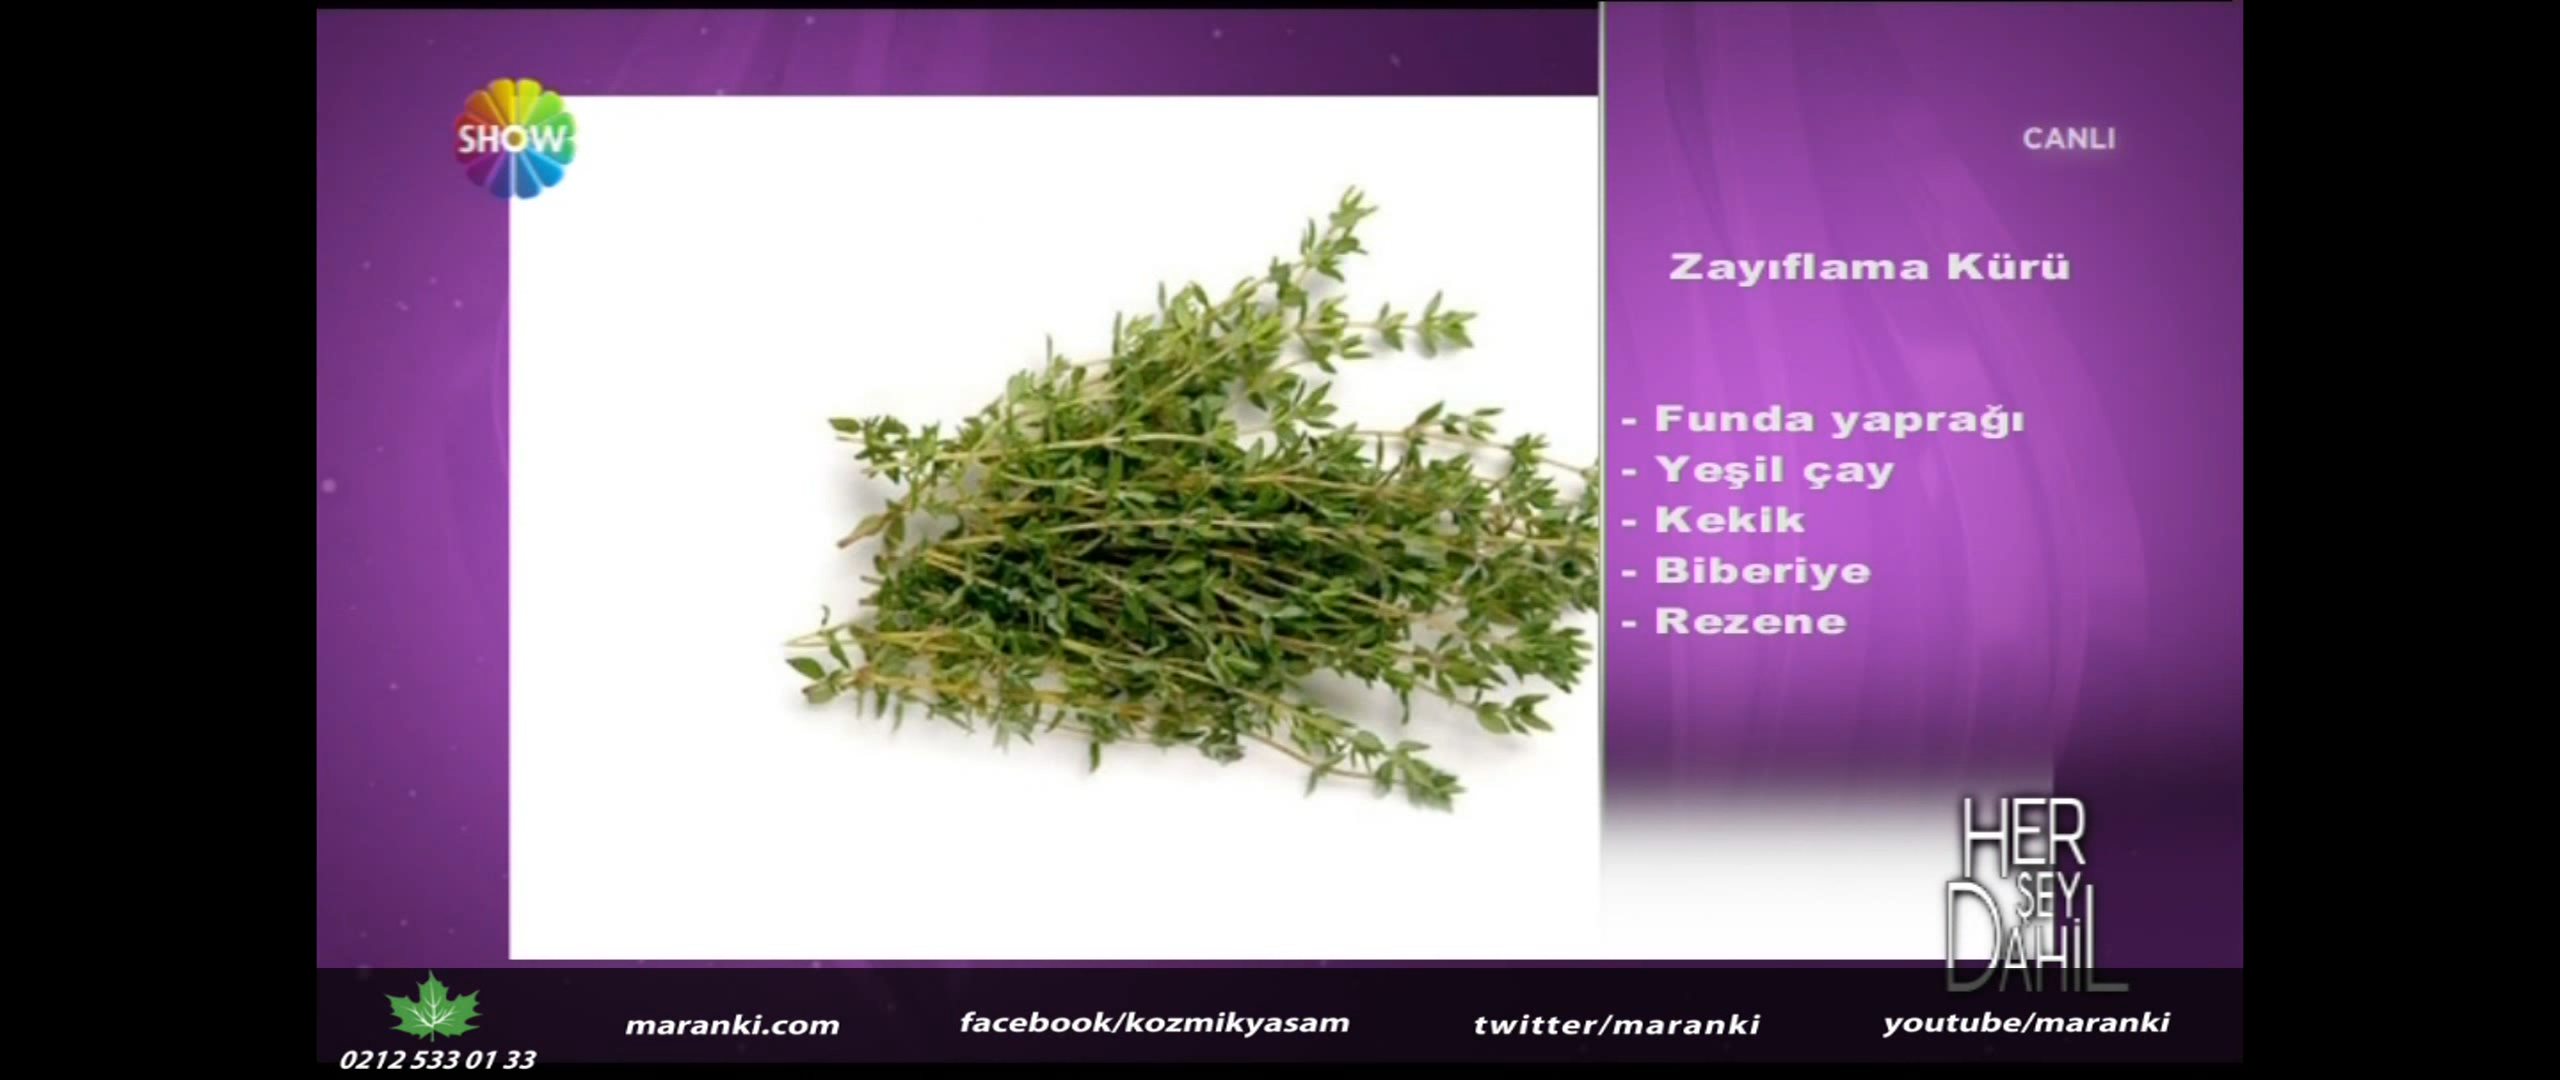 SHOW
CANLI
Zayıflama Kürü
- Funda yaprağı
- Yeşil çay
- Kekik
- Biberiye
- Rezene
HER
ŞEY
DAHİL
maranki.com
facebook/kozmikyasam
twitter/maranki
youtube/maranki
0212 533 01 33